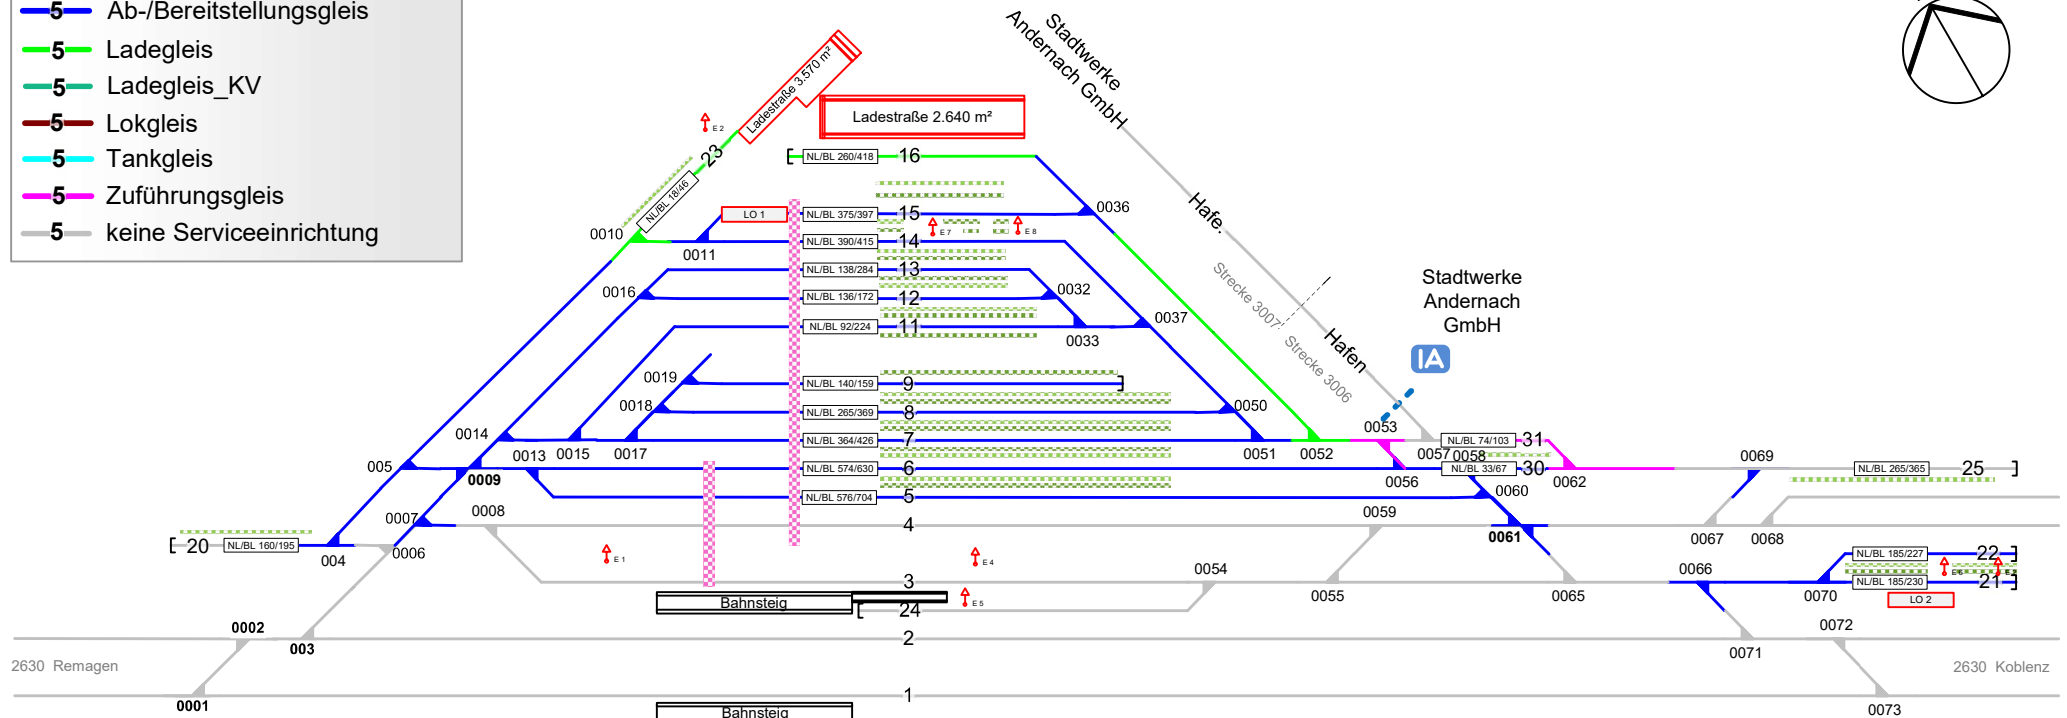 5 Ab-/Bereitstellungsgleis
5 Ladegleis
5 Ladegleis_KV
5 Lokgleis
5 Tankgleis
5 Zuführungsgleis
5 keine Serviceeinrichtung
Ladestraße 3.570 m²
Ladestraße 2.640 m²
Stadtwerke
Andernach GmbH
Hafe.
Hafen
Strecke 3007
Strecke 3006
Stadtwerke
Andernach
GmbH
IA
E 2
23
NL/BL 18/46
NL/BL 260/418 16
0010
LO 1
NL/BL 375/397 15
0036
E 7
E 8
0011
NL/BL 390/415 14
NL/BL 138/284 13
0016
NL/BL 136/172 12
0032
NL/BL 92/224 11
0037
0033
0019
NL/BL 140/159 9
0018
NL/BL 265/369 8
0050
0053
0014
NL/BL 364/426 7
NL/BL 74/103 31
0013 0015 0017
0051 0052
0057 0058
0069
005
NL/BL 574/630 6
NL/BL 33/67 30
NL/BL 265/365 25
0009
0056
0062
NL/BL 576/704 5
0060
0007
0008
4
0059
0061
0067 0068
20
NL/BL 160/195
004
0006
E 1
E 4
NL/BL 185/227 22
0054
0066
E 6
3
0055
0065
0070
NL/BL 185/230 21
LO 2
Bahnsteig
24
E 5
0002
003
2
0072
0071
2630 Remagen
2630 Koblenz
0001
1
0073
Bahnsteig